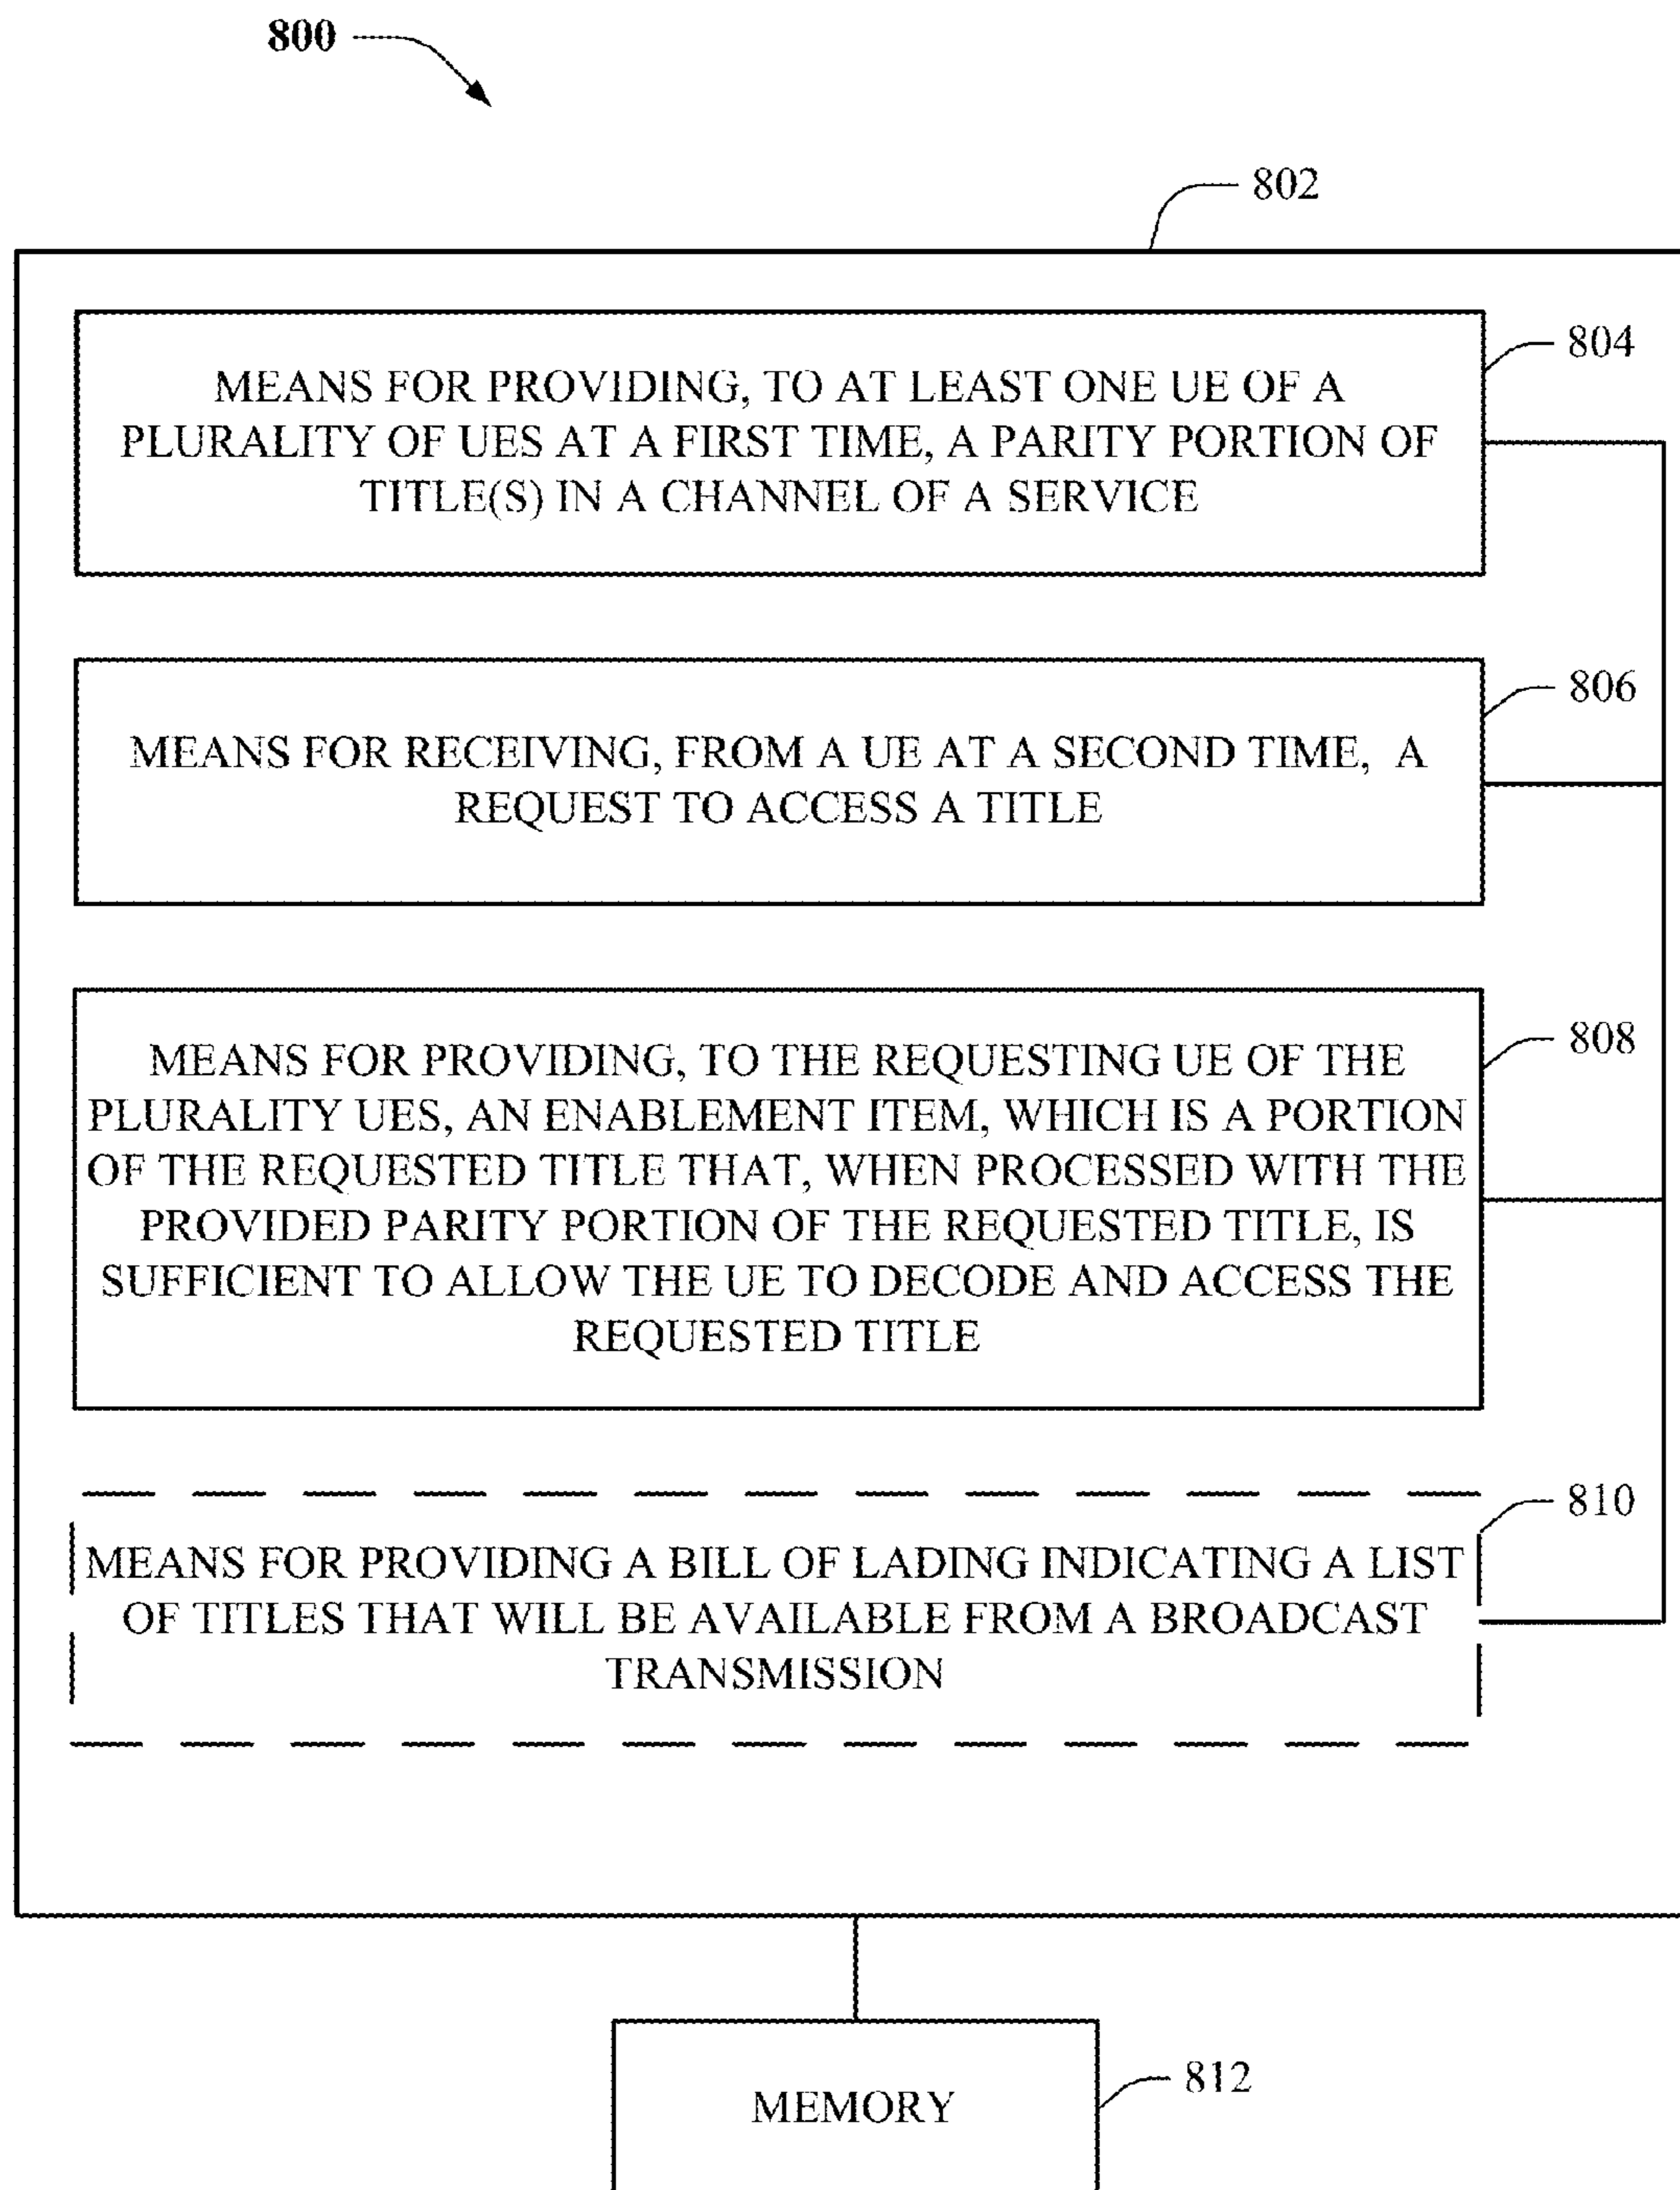 800
802
804
MEANS FOR PROVIDING, TO AT LEAST ONE UE OF A
PLURALITY OF UES AT A FIRST TIME, A PARITY PORTION OF
TITLE(S) IN A CHANNEL OF A SERVICE
806
MEANS FOR RECEIVING, FROM A UE AT A SECOND TIME, A
REQUEST TO ACCESS A TITLE
808
MEANS FOR PROVIDING, TO THE REQUESTING UE OF THE
PLURALITY UES, AN ENABLEMENT ITEM, WHICH IS A PORTION
OF THE REQUESTED TITLE THAT, WHEN PROCESSED WITH THE
PROVIDED PARITY PORTION OF THE REQUESTED TITLE, IS
SUFFICIENT TO ALLOW THE UE TO DECODE AND ACCESS THE
REQUESTED TITLE
810
MEANS FOR PROVIDING A BILL OF LADING INDICATING A LIST
OF TITLES THAT WILL BE AVAILABLE FROM A BROADCAST
TRANSMISSION
812
MEMORY